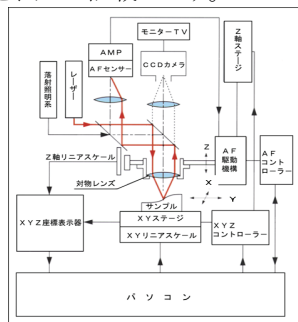 モニターTV
AMP
AFセンサー
CCDカメラ
Z軸ステージ
落射照明系
レーザー
AF駆動機構
AFコントローラー
Z軸リニアスケール
対物レンズ
Z
X
Y
サンプル
XYZ座標表示器
XYステージ
XYリニアスケール
XYZコントローラー
パソコン